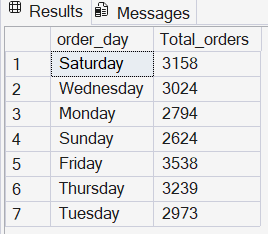 Results Messages
order_day Total_orders
1 Saturday 3158
2 Wednesday 3024
3 Monday 2794
4 Sunday 2624
5 Friday 3538
6 Thursday 3239
7 Tuesday 2973